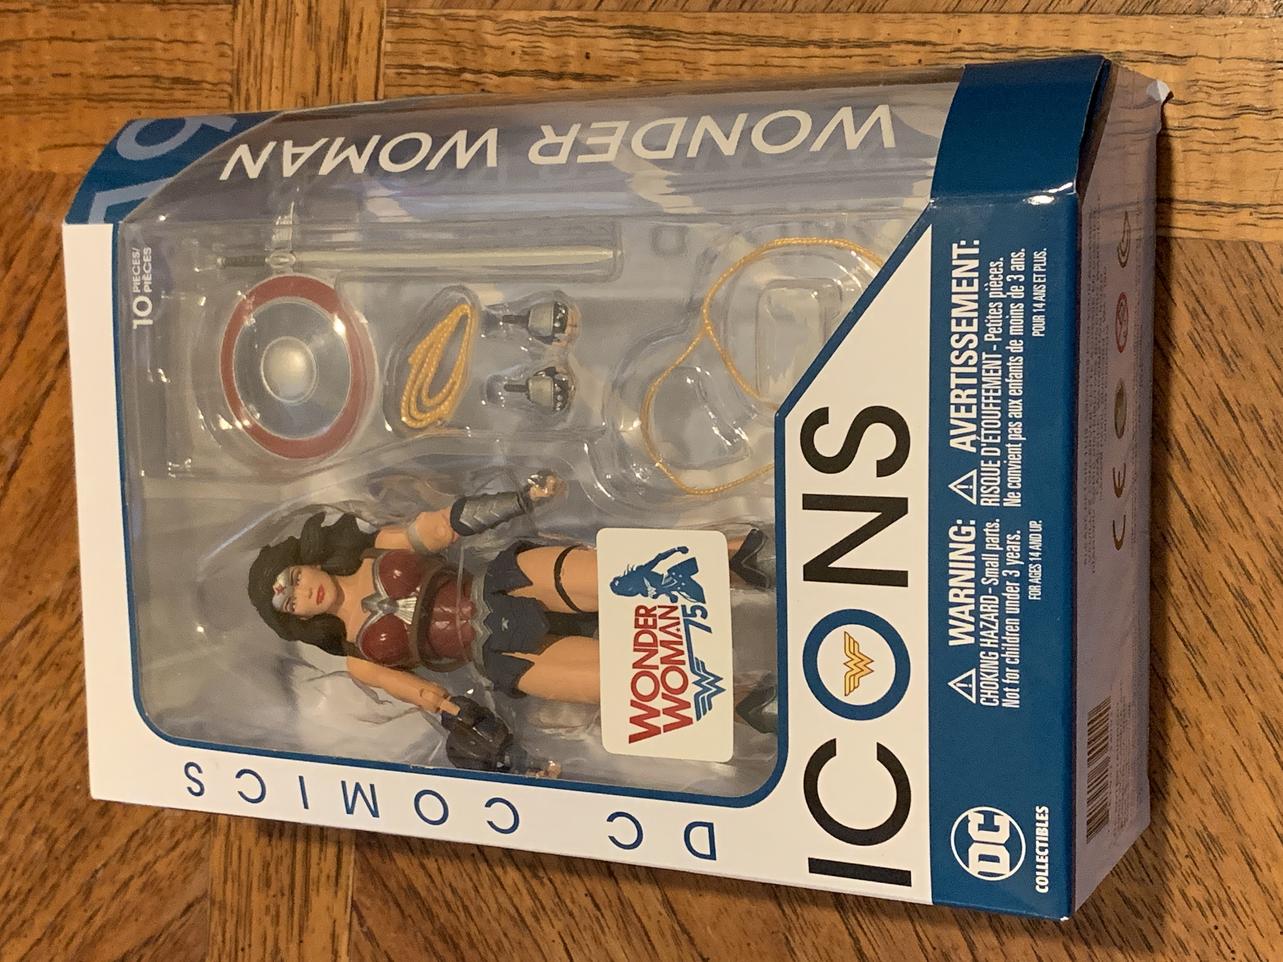 WONDER WOMAN
10 PIECES/
PIÈCES
DC COMICS
WONDER
WOMAN
75
ICONS
WARNING:
CHOKING HAZARD - Small parts.
Not for children under 3 years.
FOR AGES 14 AND UP.
AVERTISSEMENT:
RISQUE D'ÉTOUFFEMENT - Petites pièces.
Ne convient pas aux enfants de moins de 3 ans.
POUR 14 ANS ET PLUS.
DC
COLLECTIBLES
CE